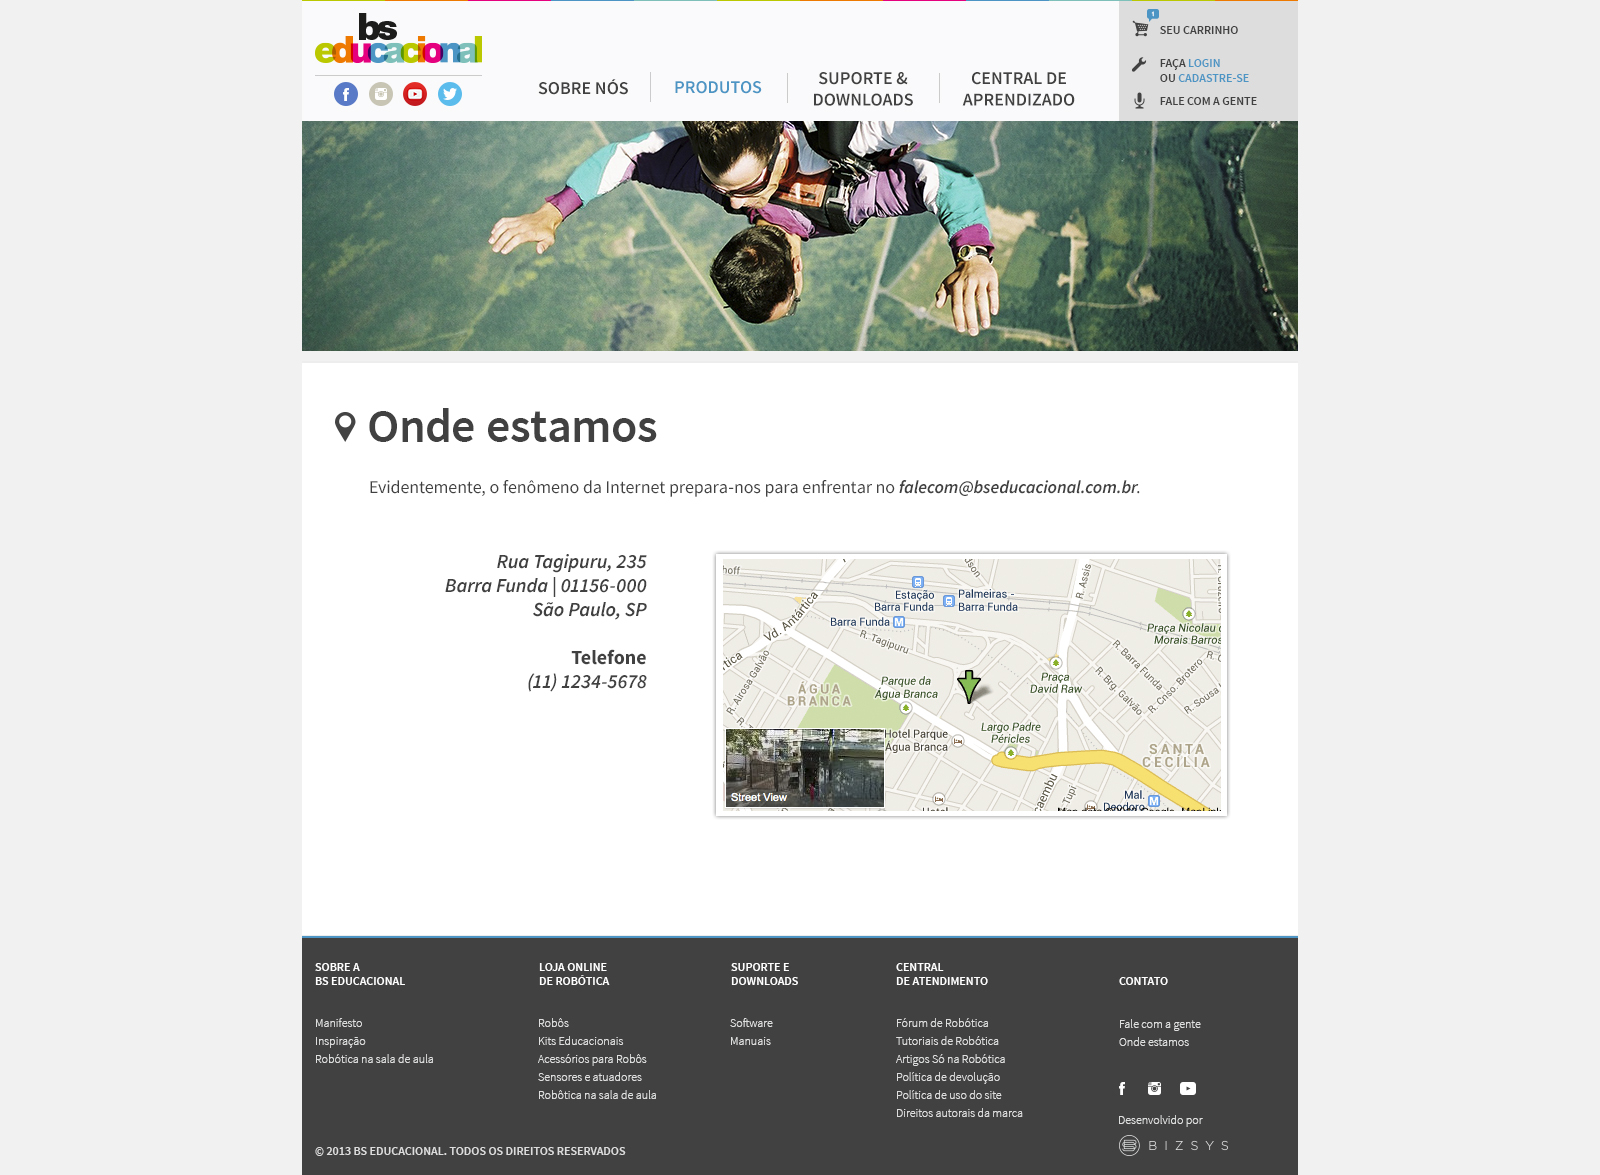 bs
educacional
SOBRE NÓS
PRODUTOS
SUPORTE &
DOWNLOADS
CENTRAL DE
APRENDIZADO
1
SEU CARRINHO
FAÇA LOGIN
OU CADASTRE-SE
FALE COM A GENTE
Onde estamos
Evidentemente, o fenômeno da Internet prepara-nos para enfrentar no falecom@bseducacional.com.br.
Rua Tagipuru, 235
Barra Funda | 01156-000
São Paulo, SP
Telefone
(11) 1234-5678
hoff
Estação
Barra Funda
Palmeiras -
Barra Funda
Barra Funda
R. Tagipuru
Vd. Antártica
R. Assis
Praça Nicolau
Morais Barros
R. Airosa Galvão
ÁGUA
BRANCA
Parque da
Água Branca
Praça
David Raw
R. Barra Funda
R. Brg. Galvão
R. Cnso. Brotero
R. Sousa
Largo Padre
Péricles
Hotel Parque
Água Branca
SANTA
CECÍLIA
Street View
R. Tupi
Mal.
Deodoro
Hotel
SOBRE A
BS EDUCACIONAL
Manifesto
Inspiração
Robótica na sala de aula
LOJA ONLINE
DE ROBÓTICA
Robôs
Kits Educacionais
Acessórios para Robôs
Sensores e atuadores
Robôtica na sala de aula
SUPORTE E
DOWNLOADS
Software
Manuais
CENTRAL
DE ATENDIMENTO
Fórum de Robótica
Tutoriais de Robótica
Artigos Só na Robótica
Política de devolução
Política de uso do site
Direitos autorais da marca
CONTATO
Fale com a gente
Onde estamos
Desenvolvido por
BIZSYS
© 2013 BS EDUCACIONAL. TODOS OS DIREITOS RESERVADOS